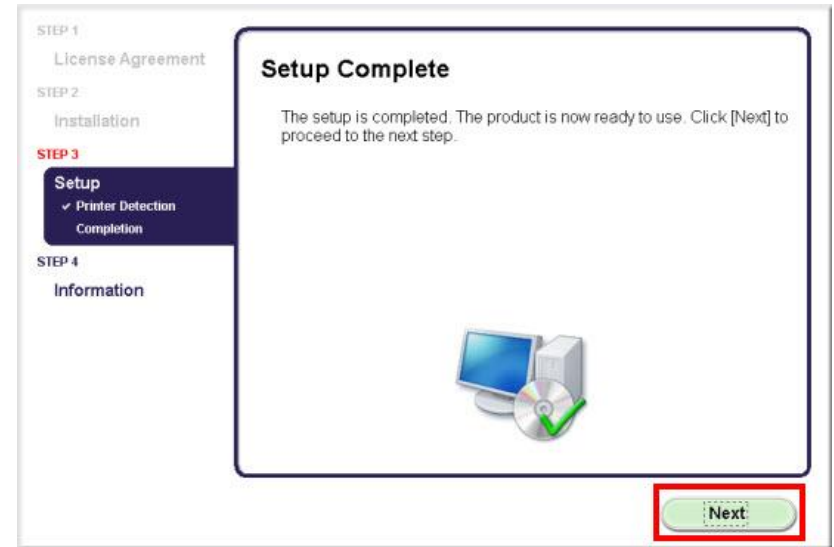 STEP 1
License Agreement
STEP 2
Installation
STEP 3
Setup
✓ Printer Detection
Completion
STEP 4
Information
Setup Complete
The setup is completed. The product is now ready to use. Click [Next] to
proceed to the next step.
Next